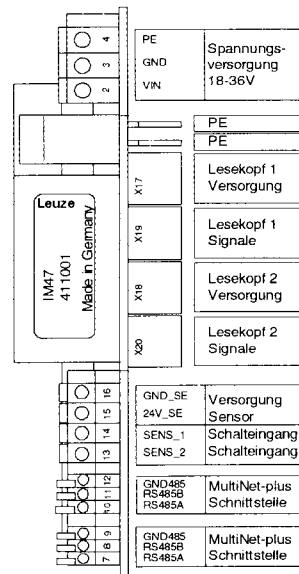 4
PE
3
GND
2
VIN
Spannungs-
versorgung
18-36V
PE
PE
X17
Lesekopf 1
Versorgung
X19
Lesekopf 1
Signale
X18
Lesekopf 2
Versorgung
X20
Lesekopf 2
Signale
Leuze
IM47
411001
Made in Germany
16
GND_SE
15
24V_SE
Versorgung
Sensor
14
SENS_1
Schalteingang
13
SENS_2
Schalteingang
12
GND485
11
RS485B
10
RS485A
MultiNet-plus
Schnittstelle
9
GND485
8
RS485B
7
RS485A
MultiNet-plus
Schnittstelle